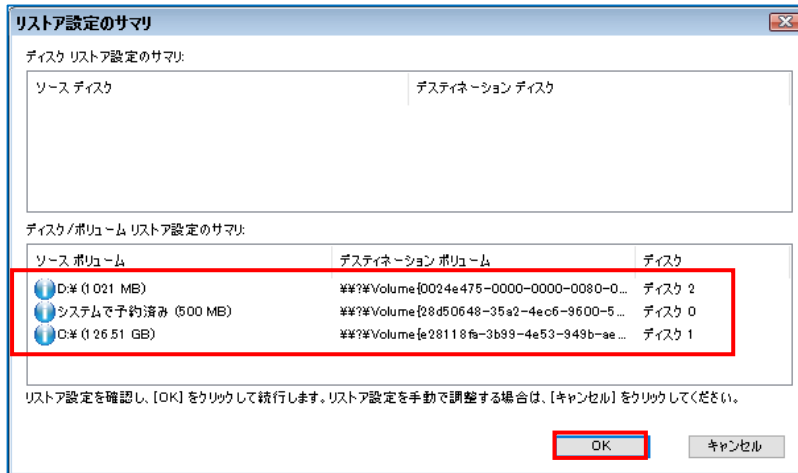 リストア設定のサマリ
ディスク リストア設定のサマリ:
ソース ディスク デスティネーション ディスク
ディスク/ボリューム リストア設定のサマリ:
ソース ボリューム デスティネーション ボリューム ディスク
D:¥ (1021 MB) ¥¥?¥Volume{0024e475-0000-0000-0080-0... ディスク 2
システムで予約済み (500 MB) ¥¥?¥Volume{28d50648-35a2-4ec6-9600-5... ディスク 0
C:¥ (126.51 GB) ¥¥?¥Volume{e28118fa-3b99-4e53-949b-ae... ディスク 1
リストア設定を確認し、[OK] をクリックして続行します。リストア設定を手動で調整する場合は、[キャンセル] をクリックしてください。
OK キャンセル